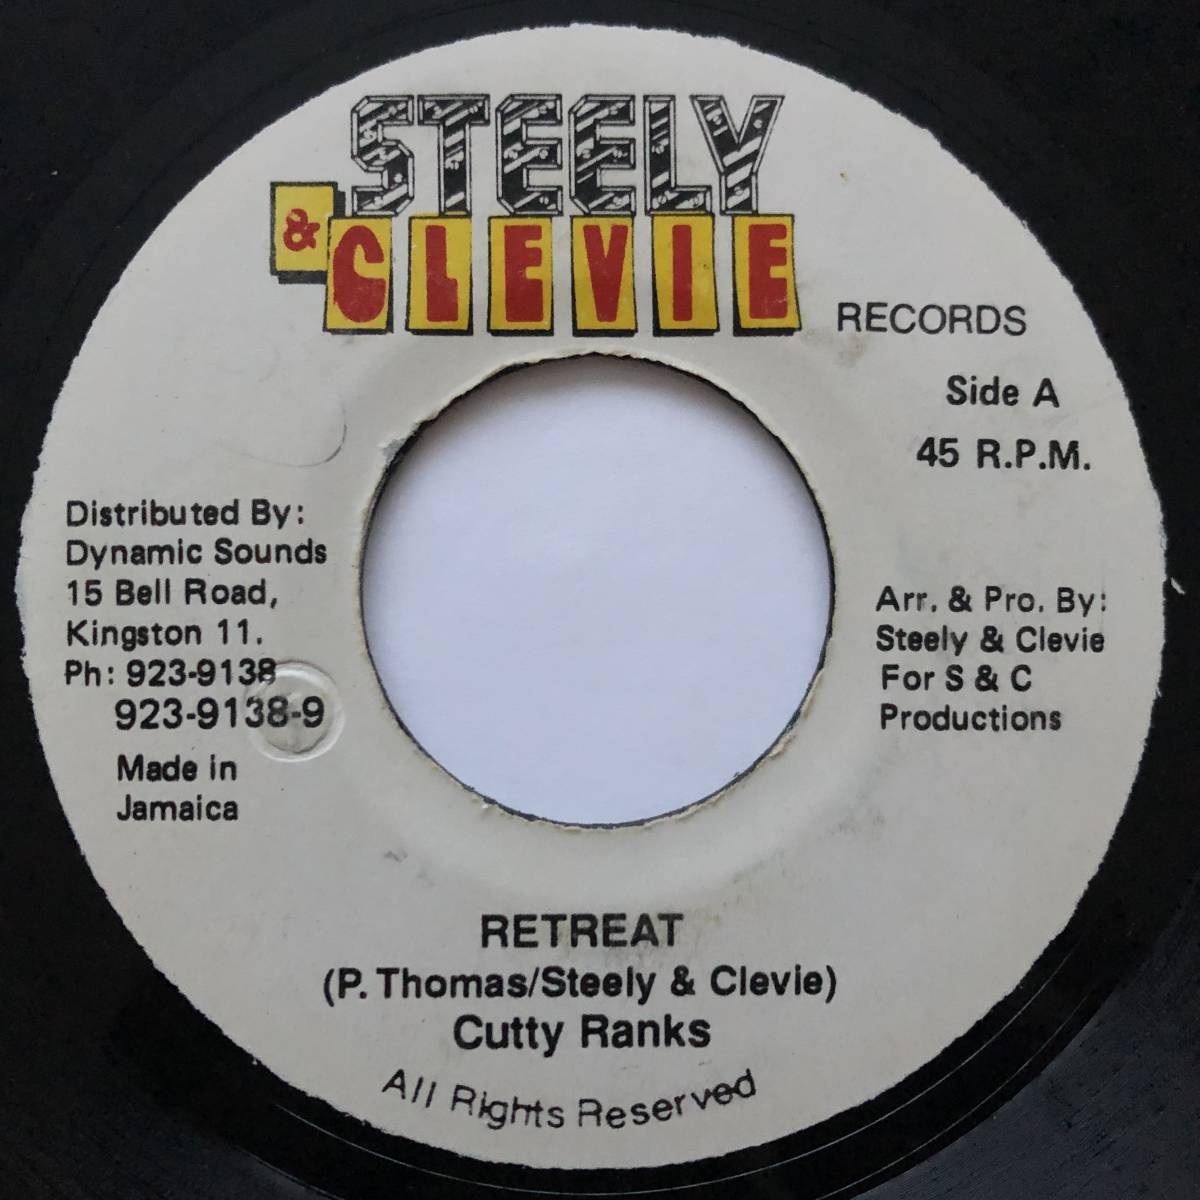 STEELY
& CLEVIE
RECORDS
Side A
45 R.P.M.
Distributed By:
Dynamic Sounds
15 Bell Road,
Kingston 11.
Ph: 923-9138
923-9138-9
Made in
Jamaica
Arr. & Pro. By:
Steely & Clevie
For S & C
Productions
RETREAT
(P. Thomas/Steely & Clevie)
Cutty Ranks
All Rights Reserved